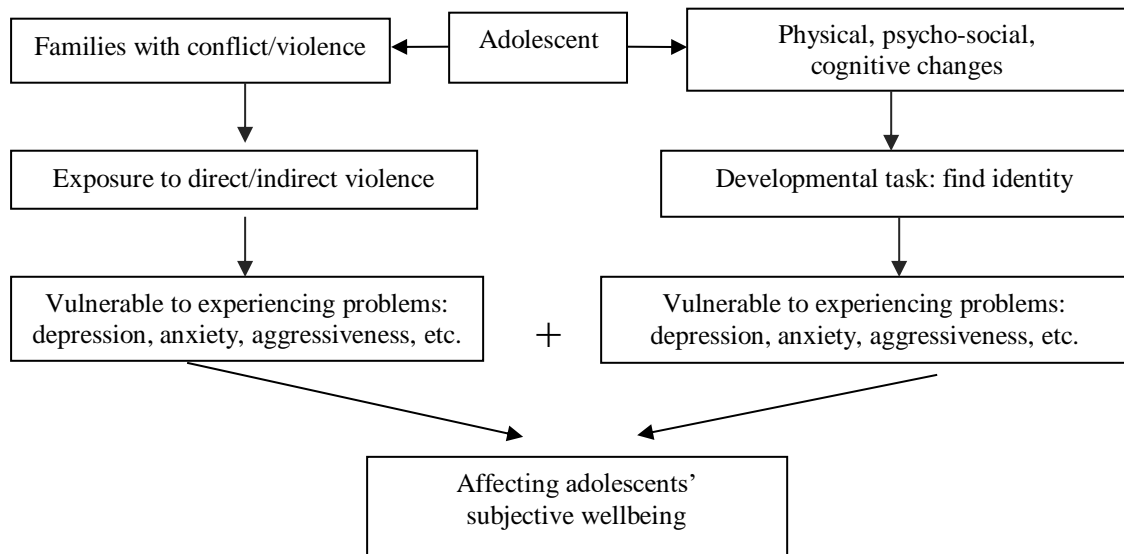 Families with conflict/violence
Adolescent
Physical, psycho-social,
cognitive changes
Exposure to direct/indirect violence
Developmental task: find identity
Vulnerable to experiencing problems:
depression, anxiety, aggressiveness, etc.
+
Vulnerable to experiencing problems:
depression, anxiety, aggressiveness, etc.
Affecting adolescents’
subjective wellbeing